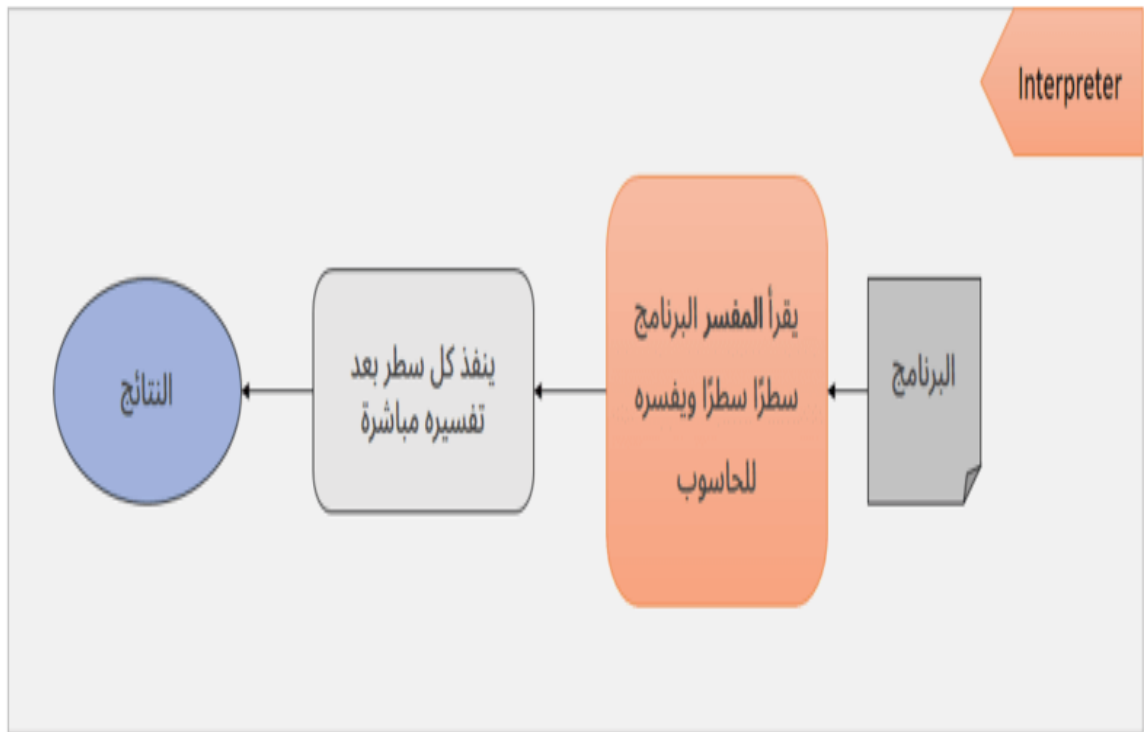 Interpreter
البرنامج
يقرأ المفسر البرنامج
سطرًا سطرًا ويفسره
للحاسوب
ينفذ كل سطر بعد
تفسيره مباشرة
النتائج